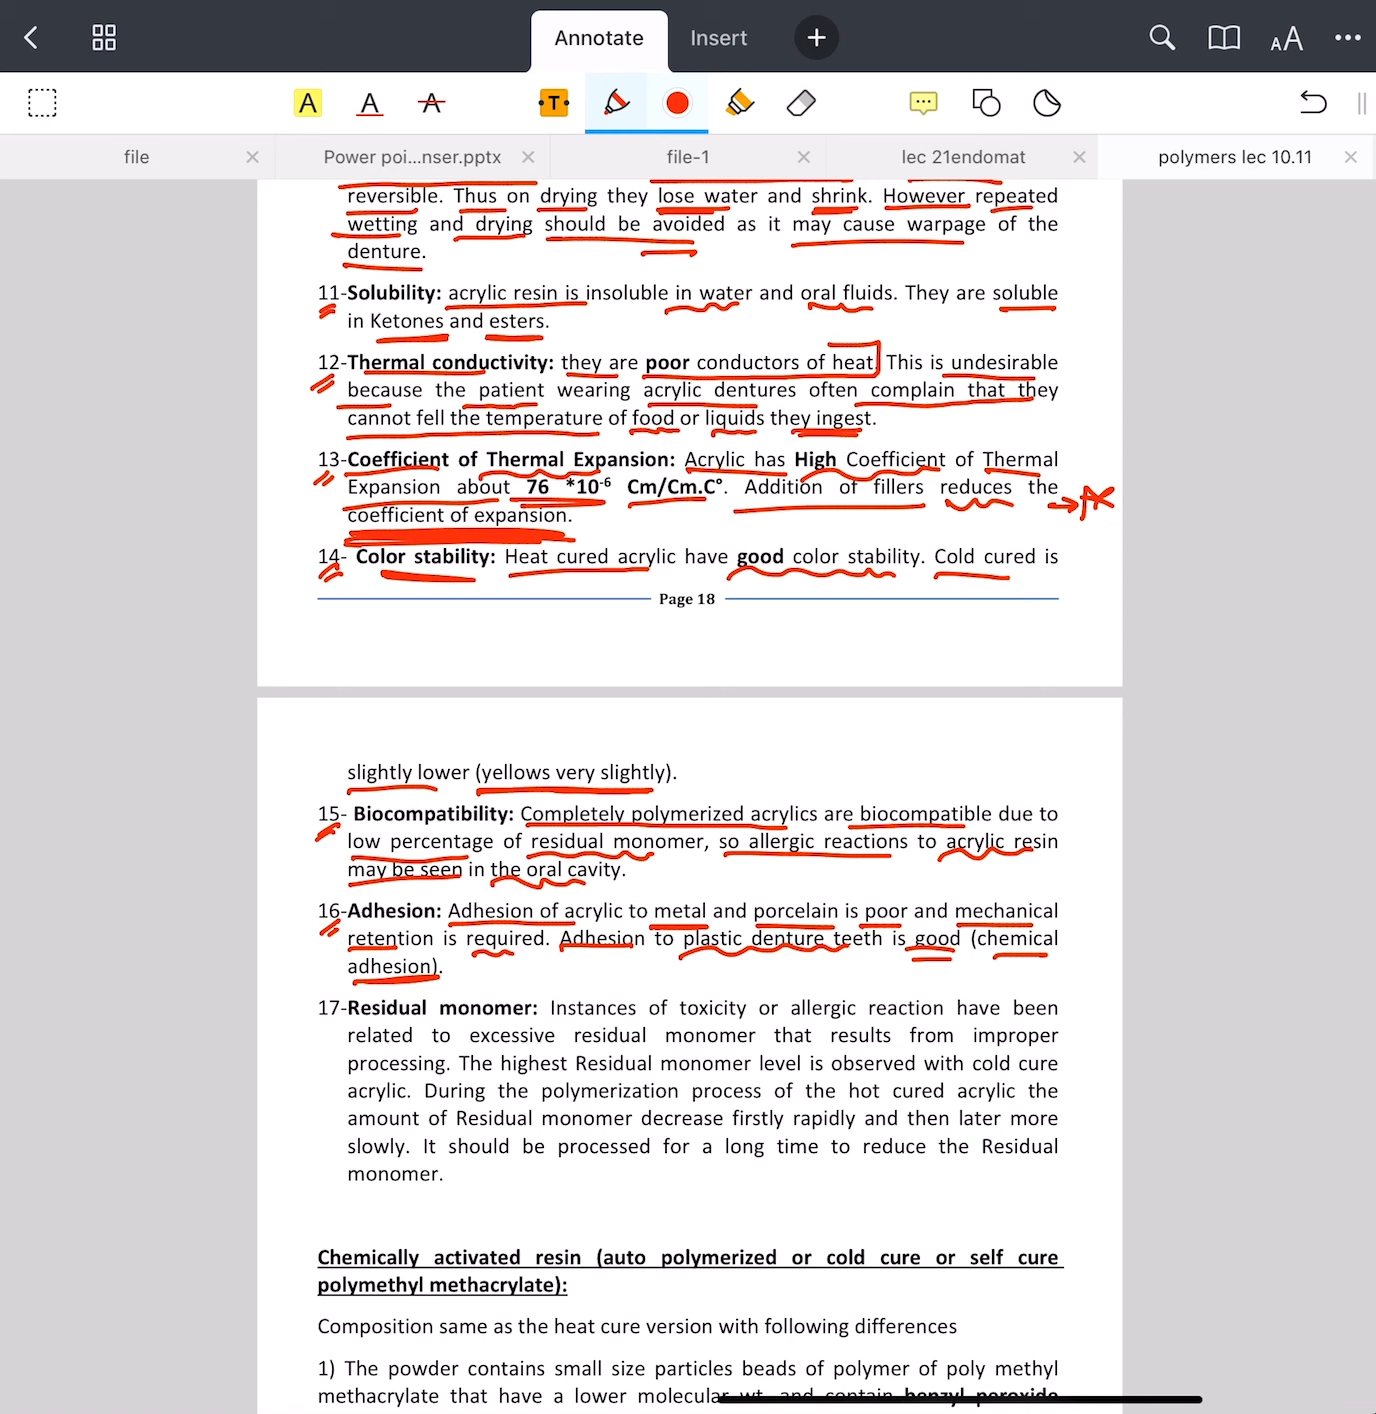 Annotate Insert
AA
A A A T
file Power poi...nser.pptx file-1 lec 21endomat polymers lec 10.11
reversible. Thus on drying they lose water and shrink. However repeated
wetting and drying should be avoided as it may cause warpage of the
denture.
11-Solubility: acrylic resin is insoluble in water and oral fluids. They are soluble
in Ketones and esters.
12-Thermal conductivity: they are poor conductors of heat. This is undesirable
because the patient wearing acrylic dentures often complain that they
cannot fell the temperature of food or liquids they ingest.
13-Coefficient of Thermal Expansion: Acrylic has High Coefficient of Thermal
Expansion about 76 *10⁻⁶ Cm/Cm.C°. Addition of fillers reduces the
coefficient of expansion.
14- Color stability: Heat cured acrylic have good color stability. Cold cured is
Page 18
slightly lower (yellows very slightly).
15- Biocompatibility: Completely polymerized acrylics are biocompatible due to
low percentage of residual monomer, so allergic reactions to acrylic resin
may be seen in the oral cavity.
16-Adhesion: Adhesion of acrylic to metal and porcelain is poor and mechanical
retention is required. Adhesion to plastic denture teeth is good (chemical
adhesion).
17-Residual monomer: Instances of toxicity or allergic reaction have been
related to excessive residual monomer that results from improper
processing. The highest Residual monomer level is observed with cold cure
acrylic. During the polymerization process of the hot cured acrylic the
amount of Residual monomer decrease firstly rapidly and then later more
slowly. It should be processed for a long time to reduce the Residual
monomer.
Chemically activated resin (auto polymerized or cold cure or self cure
polymethyl methacrylate):
Composition same as the heat cure version with following differences
1) The powder contains small size particles beads of polymer of poly methyl
methacrylate that have a lower molecular wt. and contain benzyl peroxide